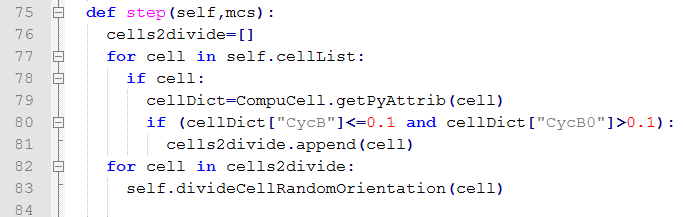 75 def step(self,mcs):
76 cells2divide=[]
77 for cell in self.cellList:
78 if cell:
79 cellDict=CompuCell.getPyAttrib(cell)
80 if (cellDict["CycB"]<=0.1 and cellDict["CycB0"]>0.1):
81 cells2divide.append(cell)
82 for cell in cells2divide:
83 self.divideCellRandomOrientation(cell)
84